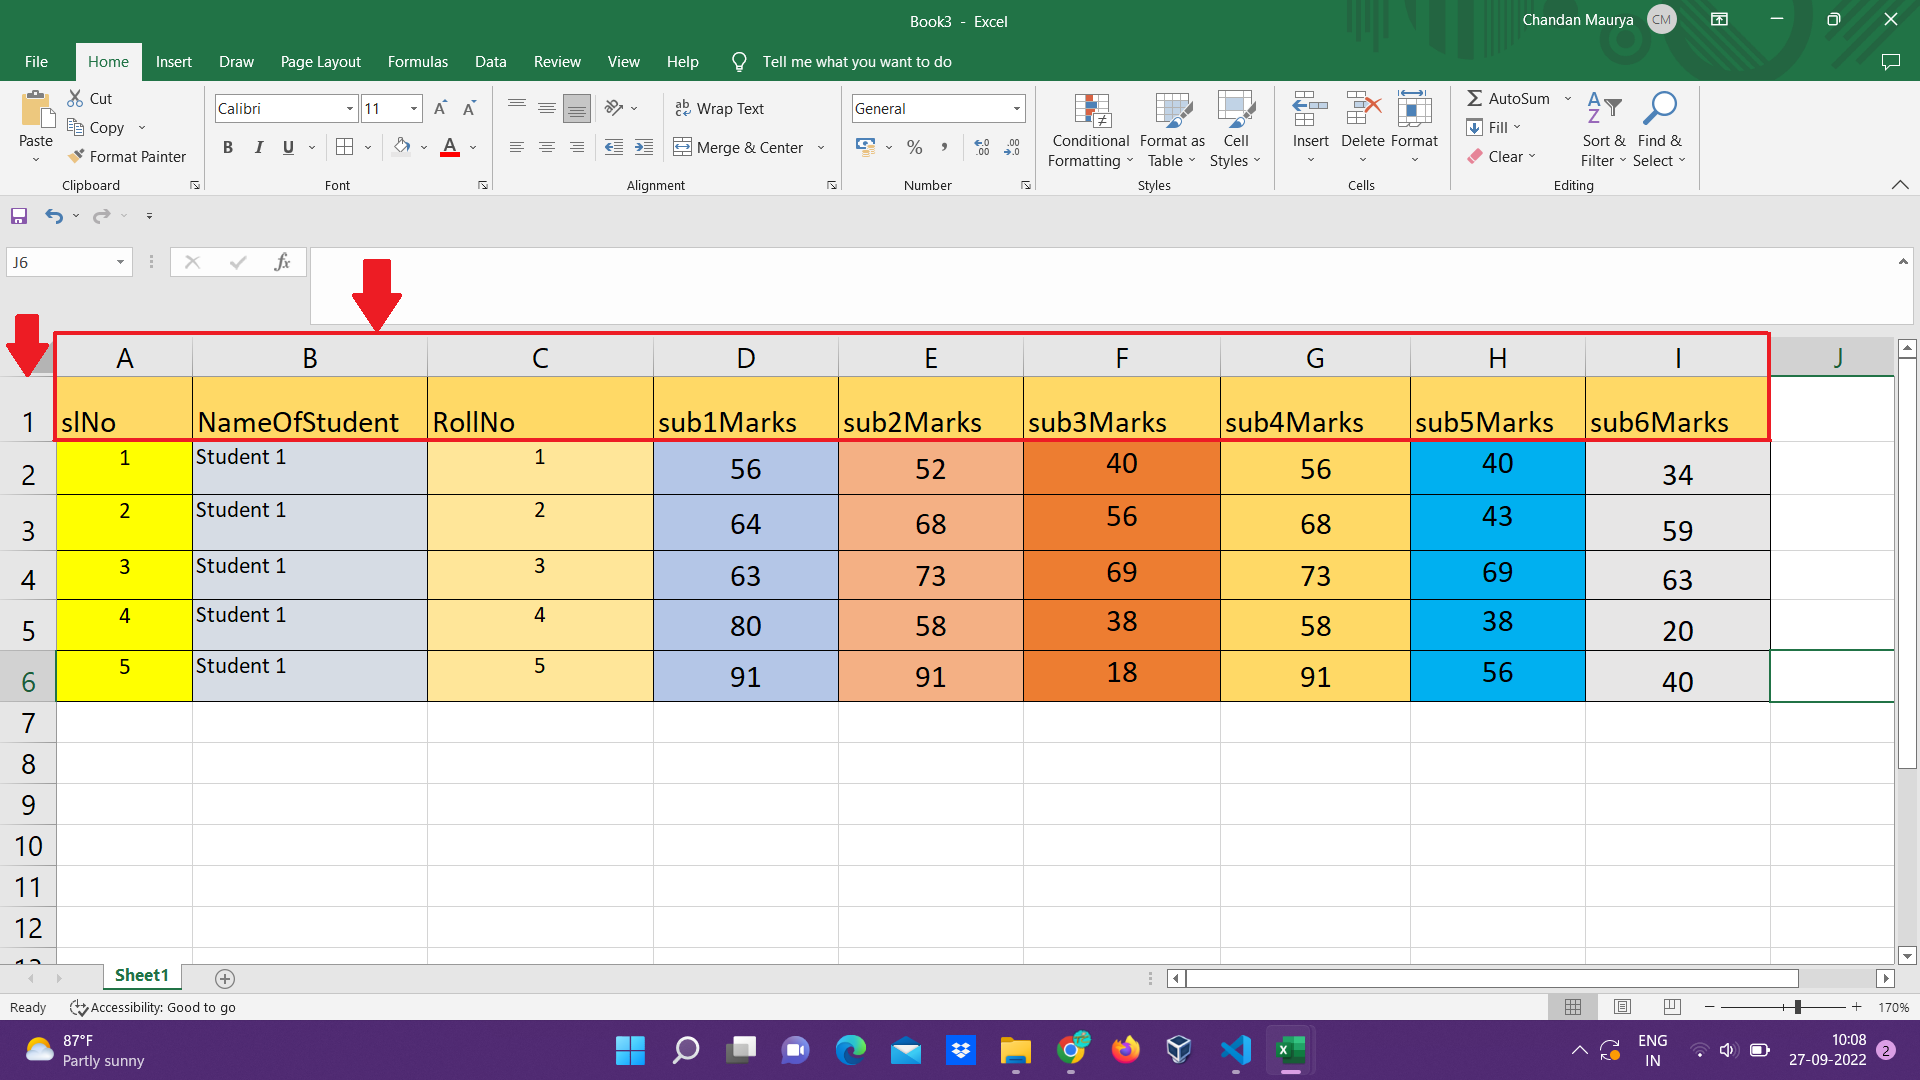 Book3 - Excel
Chandan Maurya CM
File Home Insert Draw Page Layout Formulas Data Review View Help Tell me what you want to do
Paste
Cut
Copy
Format Painter
Clipboard
Calibri 11
B I U
Font
Wrap Text
Merge & Center
Alignment
General
Number
Conditional Formatting
Format as Table
Cell Styles
Styles
Insert Delete Format
Cells
AutoSum
Fill
Clear
Sort & Filter
Find & Select
Editing
J6 fx
A B C D E F G H I J
1 slNo NameOfStudent RollNo sub1Marks sub2Marks sub3Marks sub4Marks sub5Marks sub6Marks
2 1 Student 1 1 56 52 40 56 40 34
3 2 Student 1 2 64 68 56 68 43 59
4 3 Student 1 3 63 73 69 73 69 63
5 4 Student 1 4 80 58 38 58 38 20
6 5 Student 1 5 91 91 18 91 56 40
7
8
9
10
11
12
Sheet1
Ready Accessibility: Good to go 170%
87°F
Partly sunny
ENG
IN
10:08
27-09-2022
2